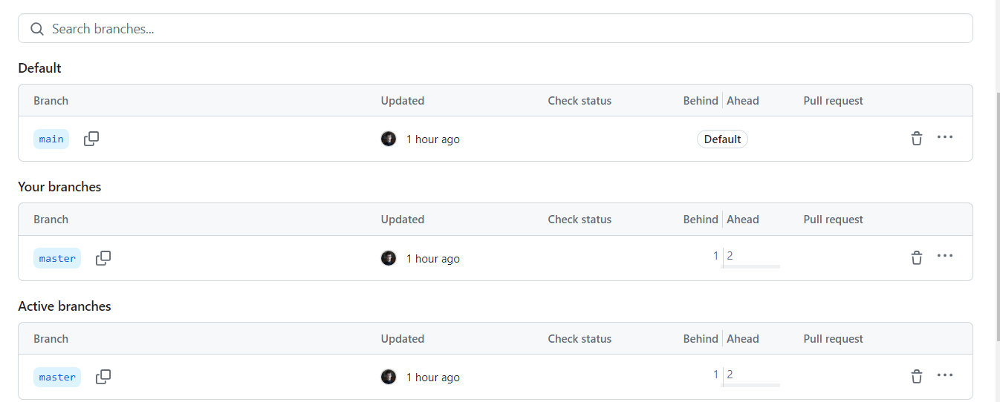 Search branches...
Default
Branch Updated Check status Behind Ahead Pull request
main 1 hour ago Default
Your branches
Branch Updated Check status Behind Ahead Pull request
master 1 hour ago 1 2
Active branches
Branch Updated Check status Behind Ahead Pull request
master 1 hour ago 1 2